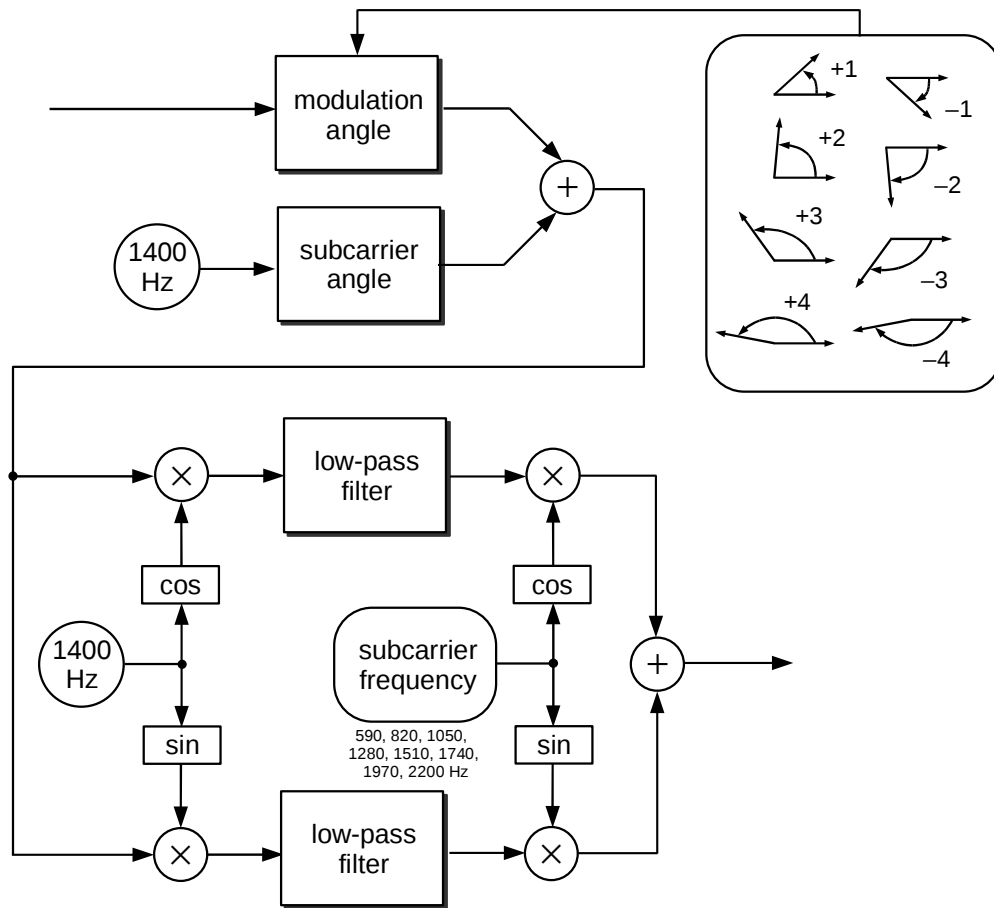 modulation
angle
+
1400
Hz
subcarrier
angle
+1
–1
+2
–2
+3
–3
+4
–4
×
low-pass
filter
×
cos
cos
1400
Hz
subcarrier
frequency
+
590, 820, 1050,
1280, 1510, 1740,
1970, 2200 Hz
sin
sin
×
low-pass
filter
×